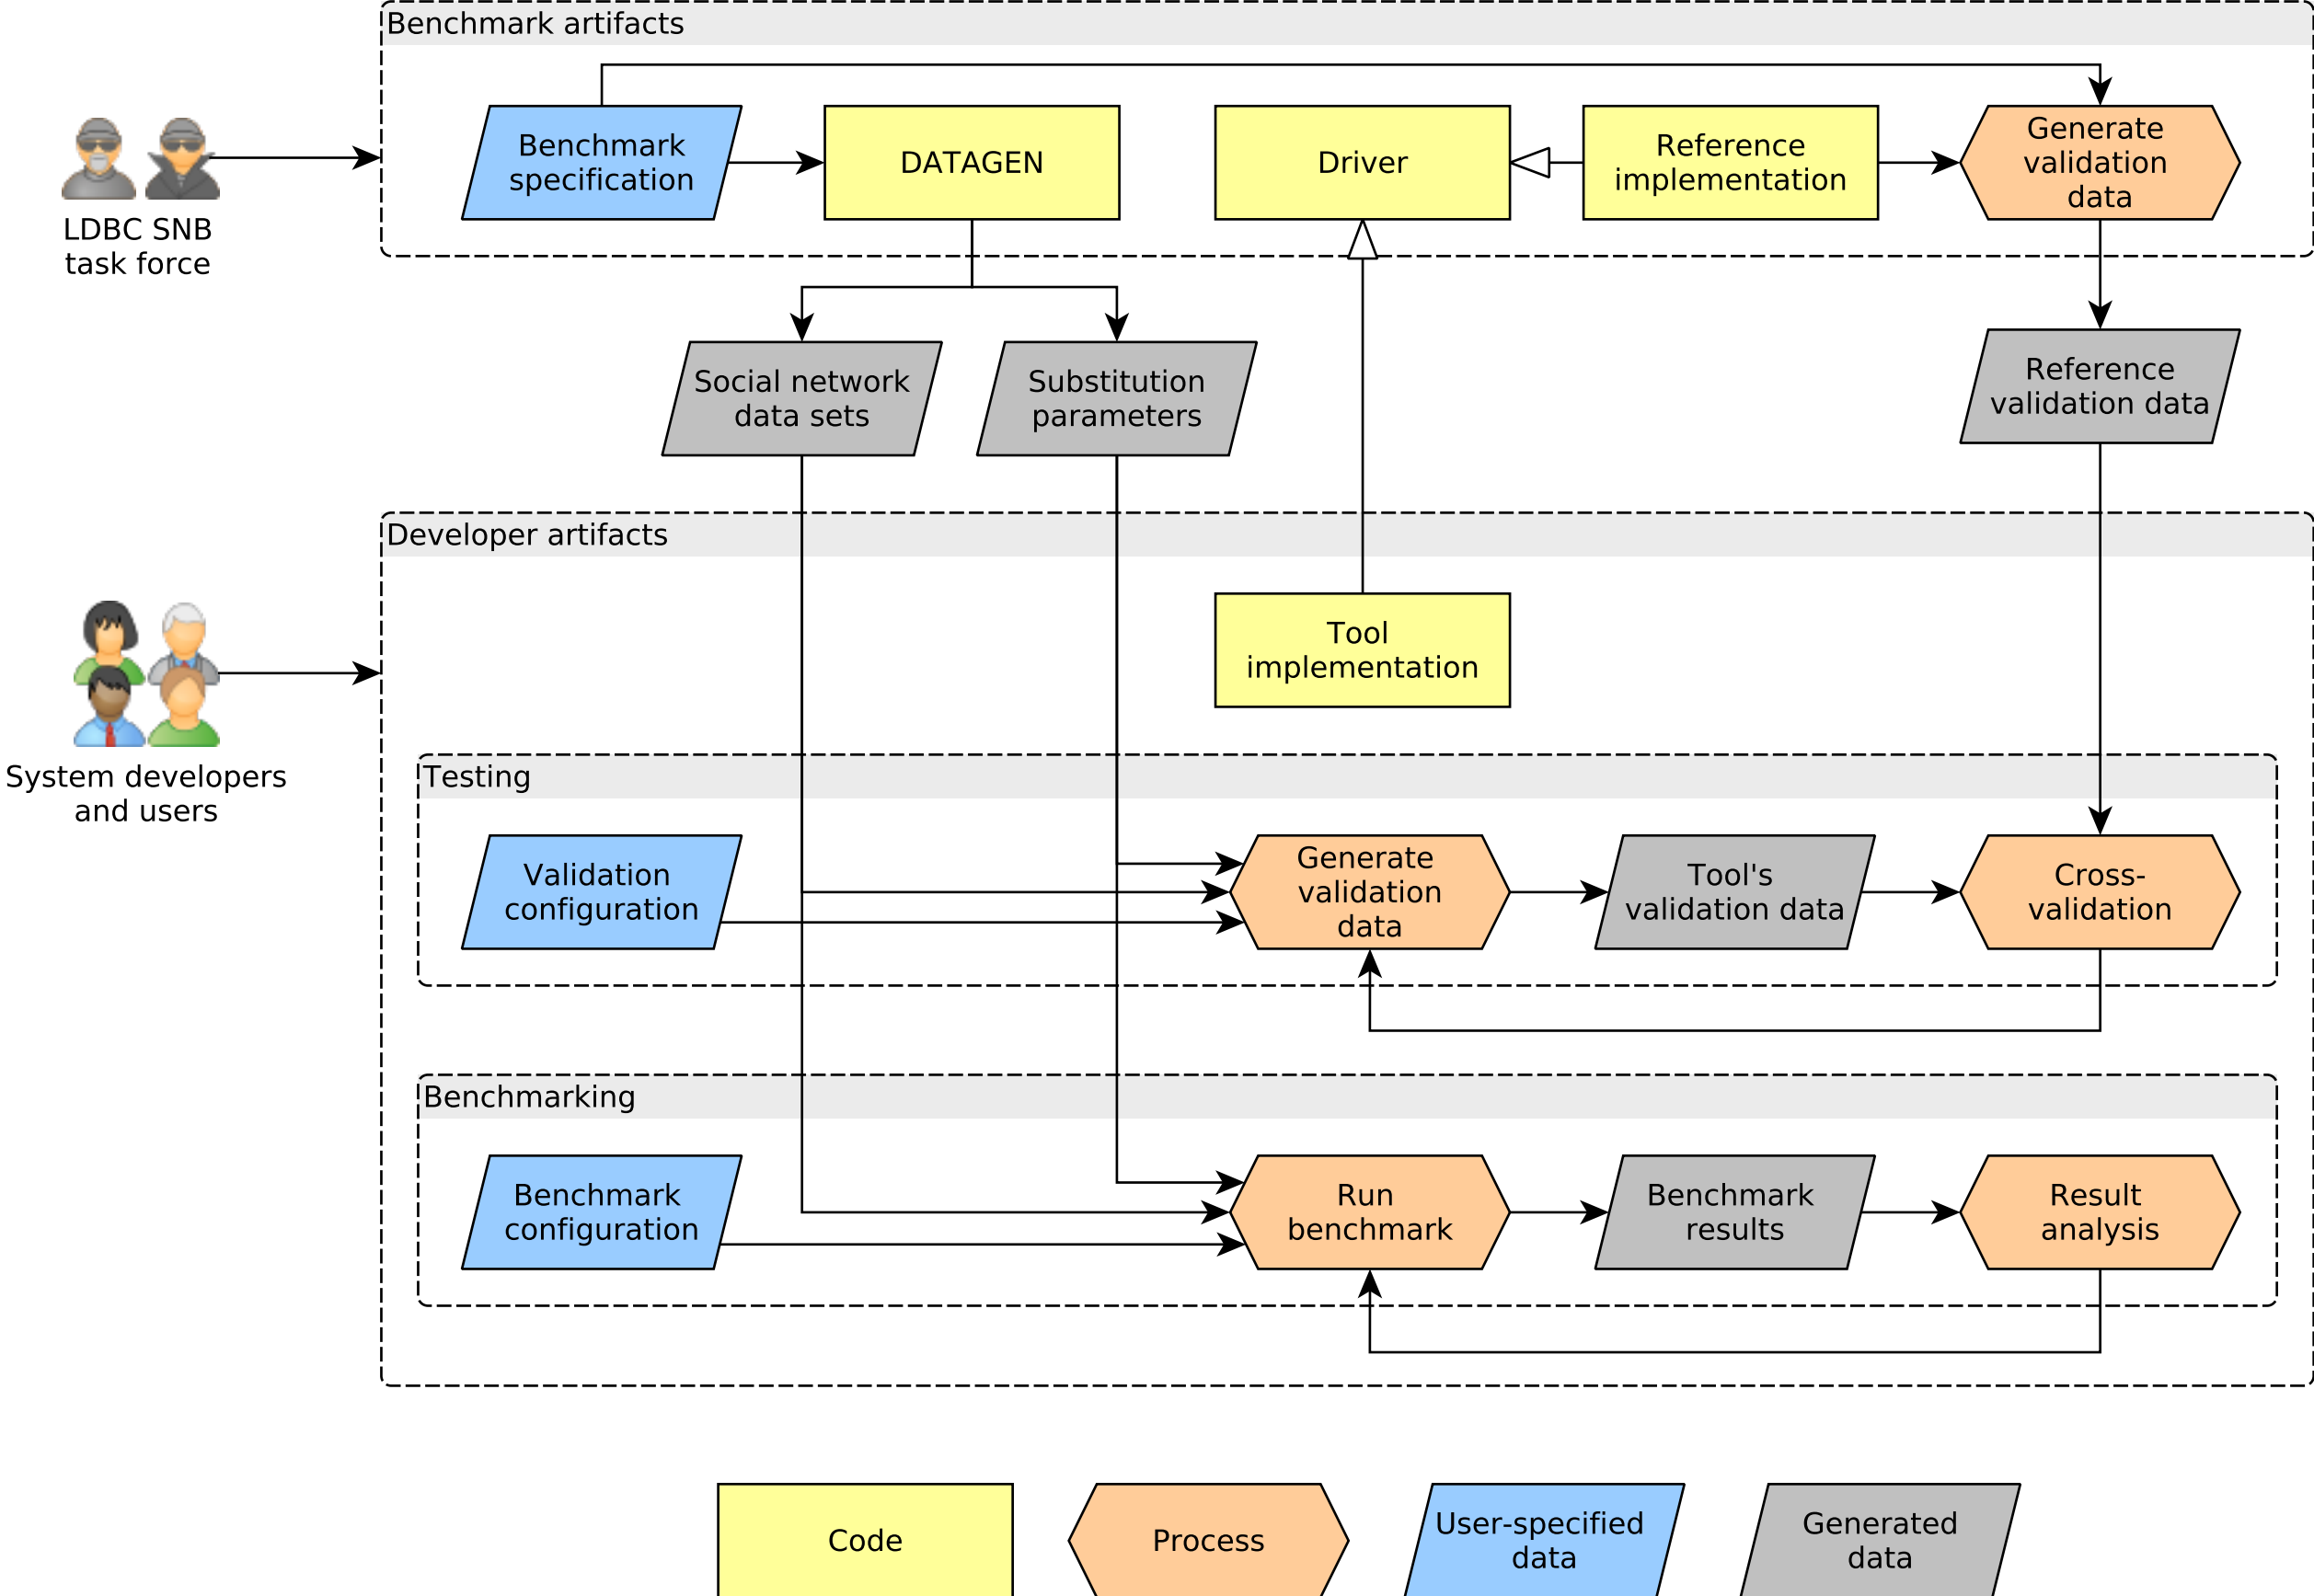 Benchmark artifacts
Benchmark
specification
DATAGEN
Driver
Reference
implementation
Generate
validation
data
LDBC SNB
task force
Social network
data sets
Substitution
parameters
Reference
validation data
Developer artifacts
Tool
implementation
System developers
and users
Testing
Validation
configuration
Generate
validation
data
Tool's
validation data
Cross-
validation
Benchmarking
Benchmark
configuration
Run
benchmark
Benchmark
results
Result
analysis
Code
Process
User-specified
data
Generated
data